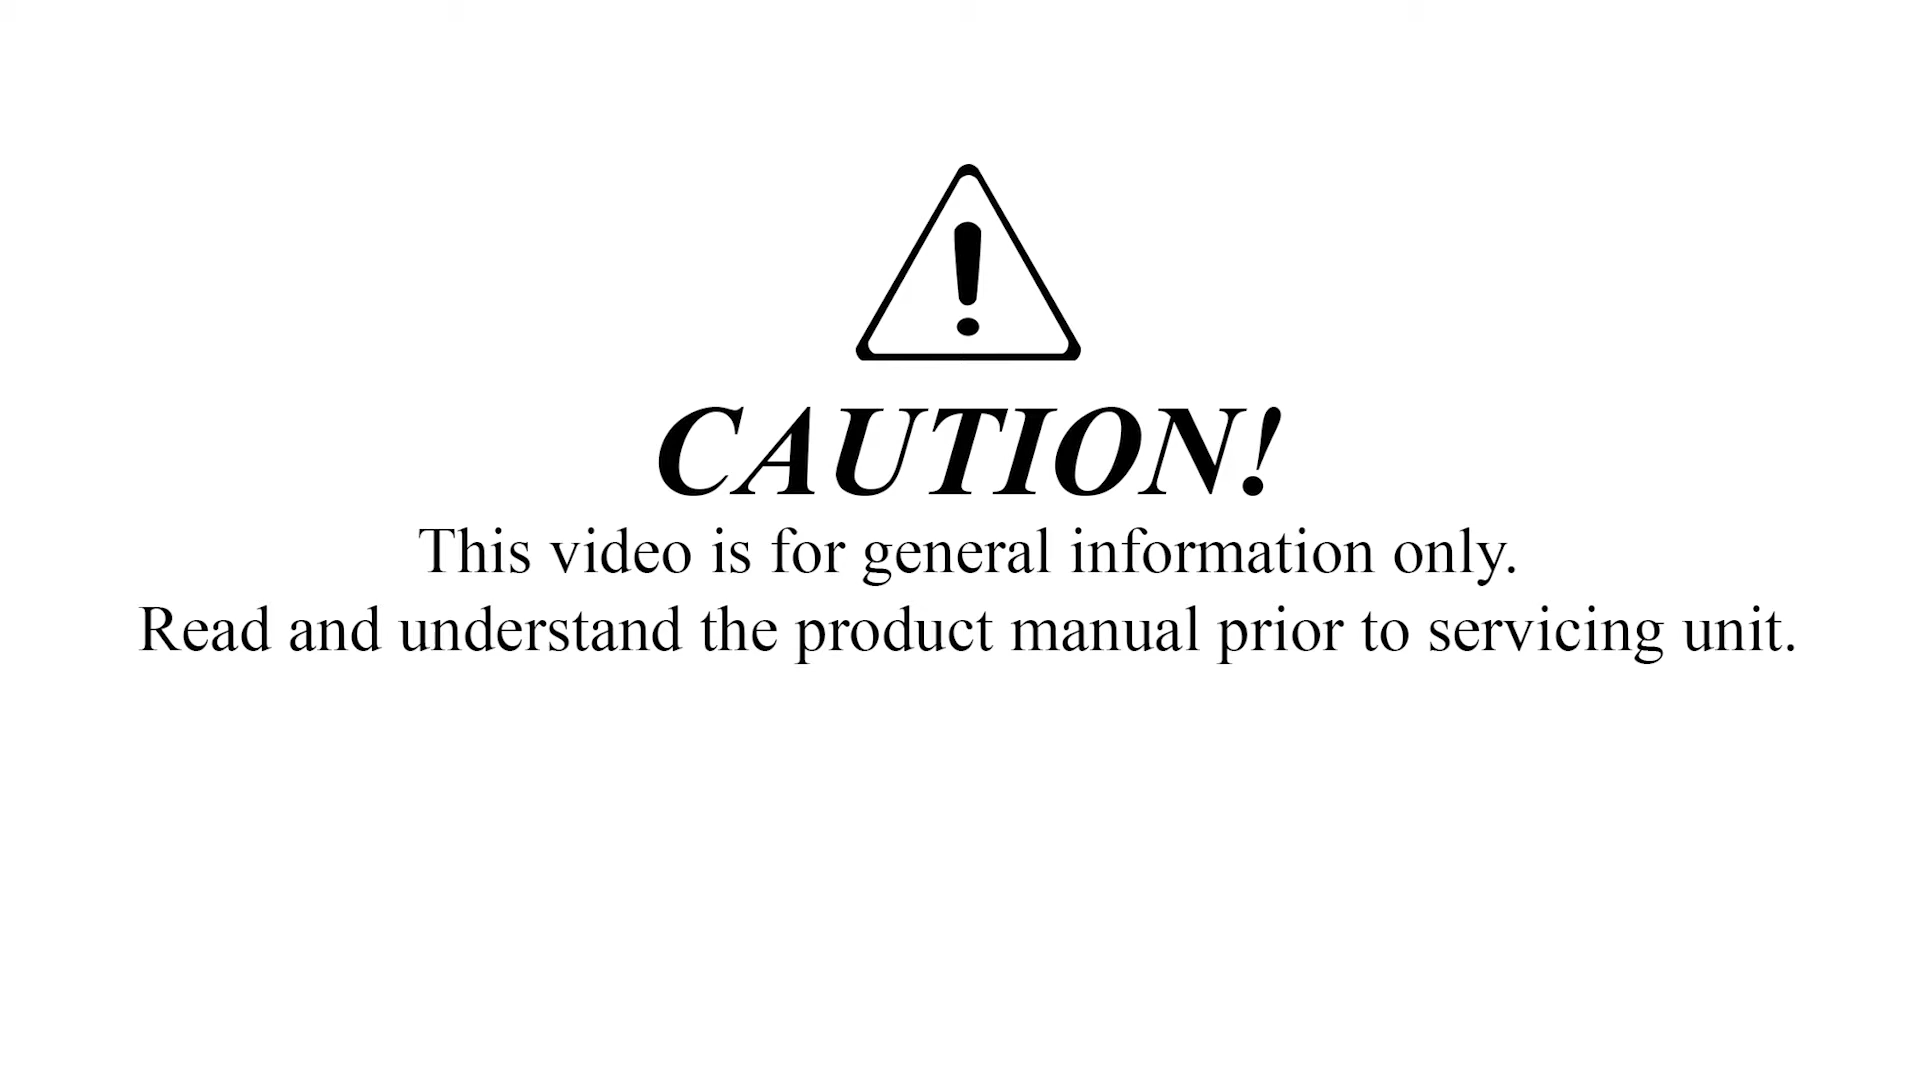 CAUTION!
This video is for general information only.
Read and understand the product manual prior to servicing unit.